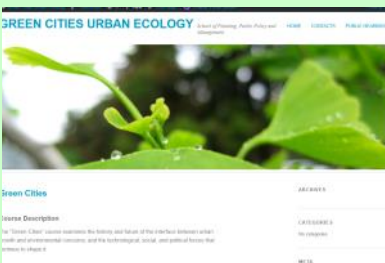 GREEN CITIES URBAN ECOLOGY
School of Planning, Public Policy and
Management
HOME
CONTACTS
Green Cities
ARCHIVES
Course Description
CATEGORIES
No categories
The "Green Cities" course examines the history and future of the interface between urban
growth and environmental concerns, and the technological, social, and political forces that
continue to shape it
META